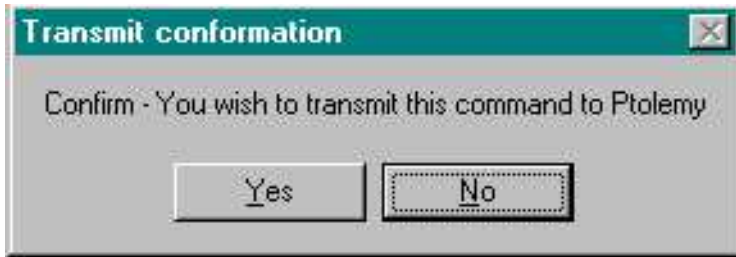 Transmit conformation
Confirm - You wish to transmit this command to Ptolemy
Yes
No